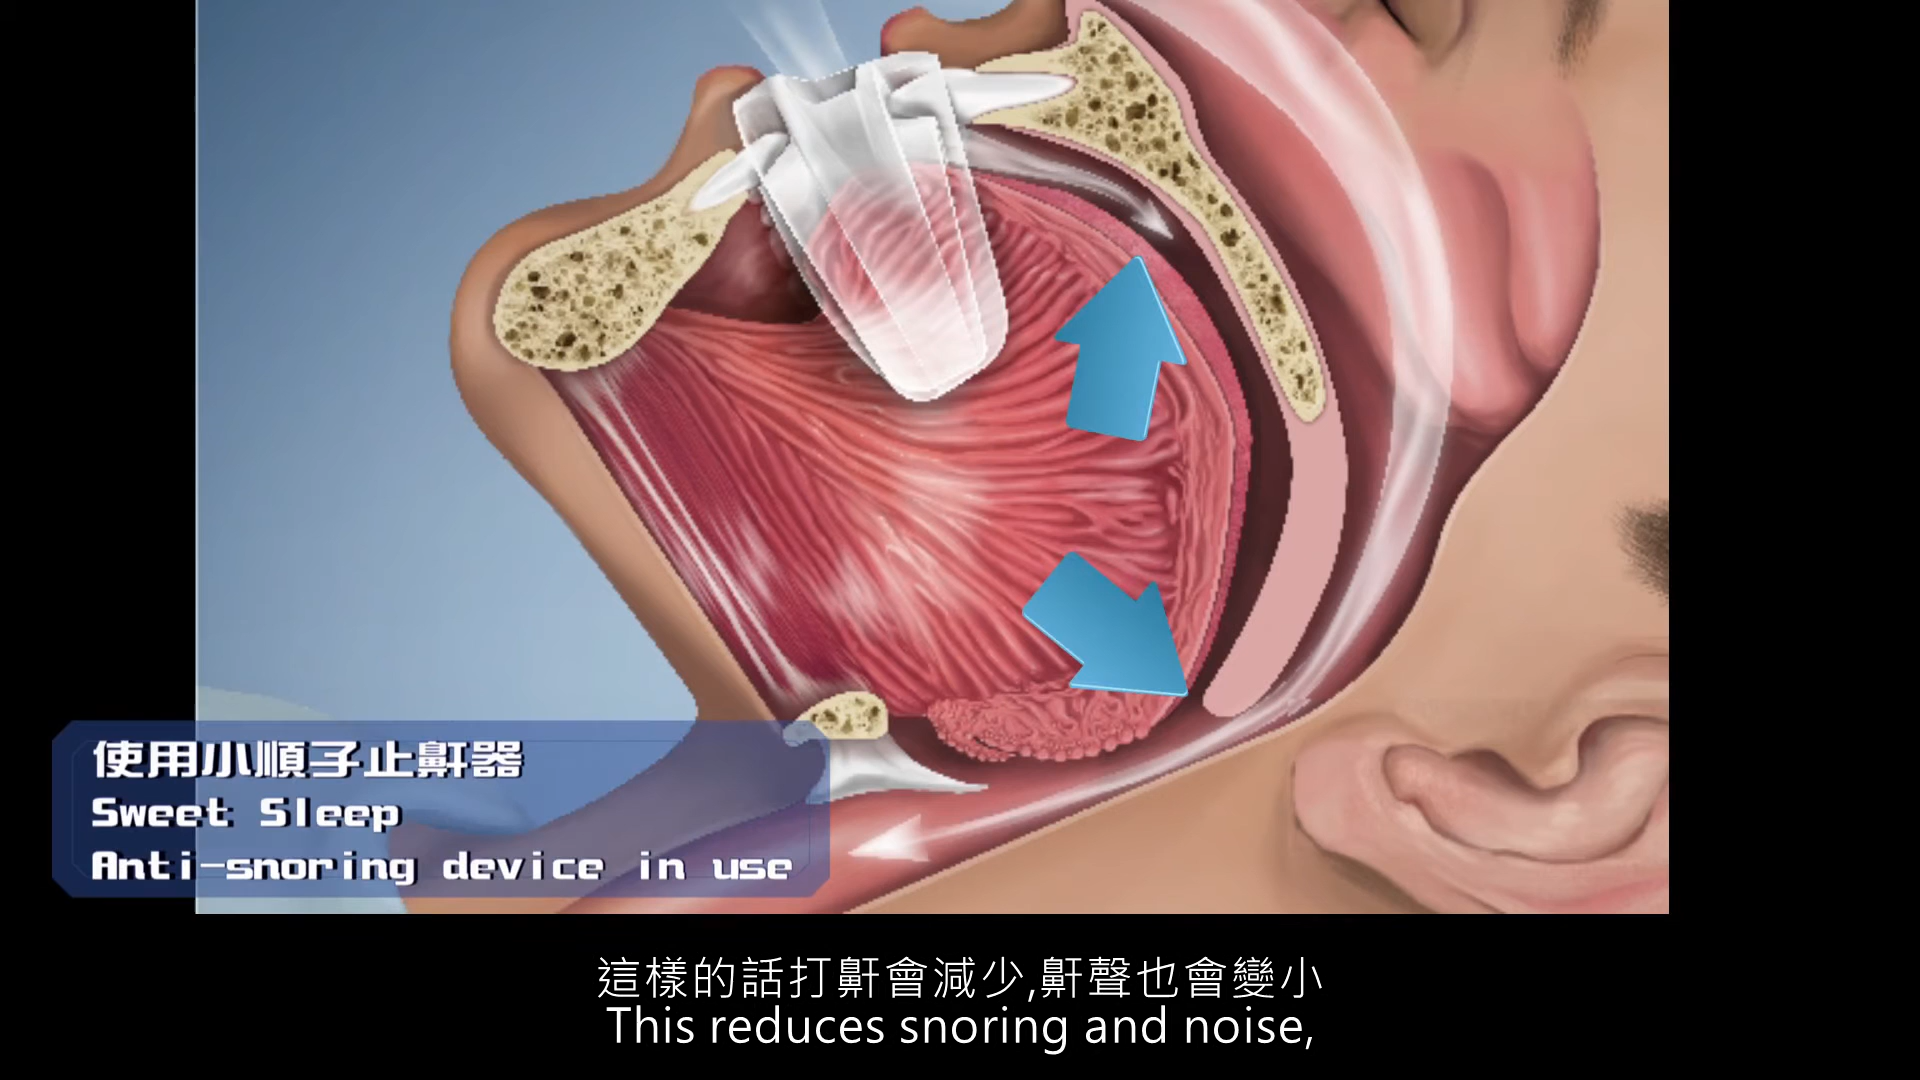 使用小順子止鼾器
Sweet Sleep
Anti-snoring device in use
這樣的話打鼾會減少,鼾聲也會變小
This reduces snoring and noise,